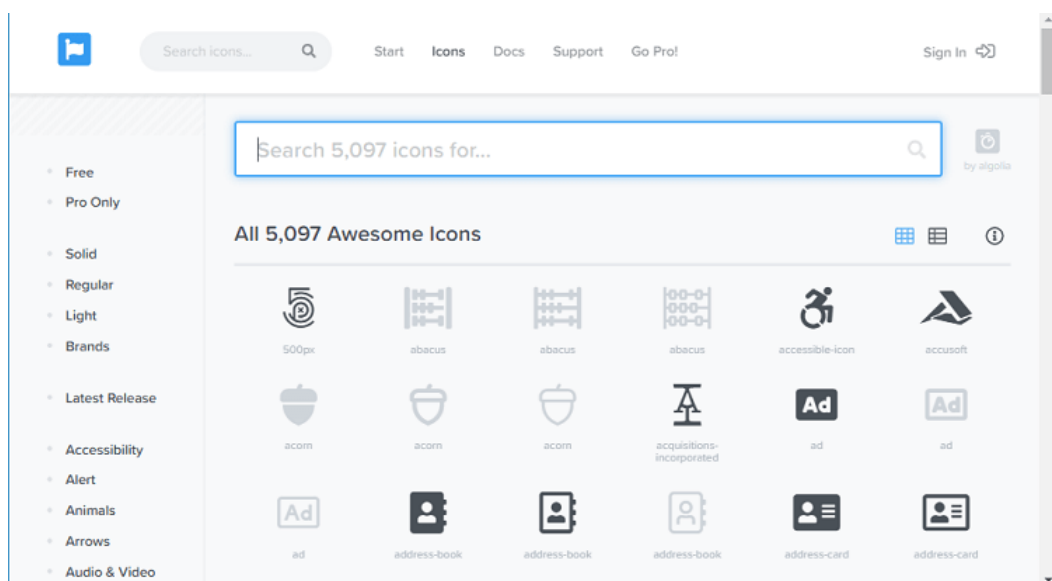 Search icons...
Start Icons Docs Support Go Pro!
Sign In
Search 5,097 icons for...
by algolia
Free
Pro Only
Solid
Regular
Light
Brands
Latest Release
Accessibility
Alert
Animals
Arrows
Audio & Video
All 5,097 Awesome Icons
500px abacus abacus abacus accessible-icon accusoft
Ad Ad
acorn acorn acorn acquisitions-incorporated ad ad
Ad
ad address-book address-book address-book address-card address-card